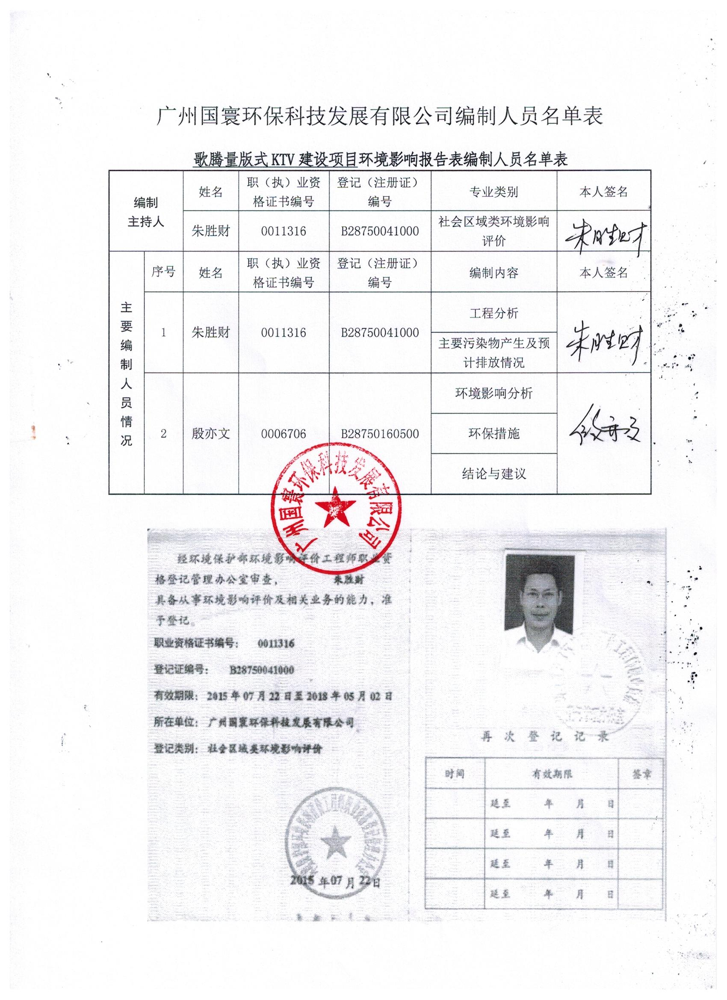 广州国寰环保科技发展有限公司编制人员名单表
歌腾量版式 KTV 建设项目环境影响报告表编制人员名单表
编制
主持人
姓名
职（执）业资
格证书编号
登记（注册证）
编号
专业类别
本人签名
朱胜财
0011316
B28750041000
社会区域类环境影响
评价
朱胜财
主要编制人员情况
序号
姓名
职（执）业资
格证书编号
登记（注册证）
编号
编制内容
本人签名
1
朱胜财
0011316
B28750041000
工程分析
主要污染物产生及预
计排放情况
朱胜财
2
殷亦文
0006706
B28750160500
环境影响分析
环保措施
结论与建议
殷亦文
广州国寰环保科技发展有限公司
经环境保护部环境影响评价工程师职业资
格登记管理办公室审查，朱胜财
具备从事环境影响评价及相关业务的能力，准
予登记。
职业资格证书编号： 0011316
登记证编号： B28750041000
有效期限：2015 年 07 月 22 日至 2018 年 05 月 02 日
所在单位：广州国寰环保科技发展有限公司
登记类别：社会区域类环境影响评价
2015 年 07 月 22日
再次登记记录
时间 有效期限 签章
延至 年 月 日
延至 年 月 日
延至 年 月 日
延至 年 月 日